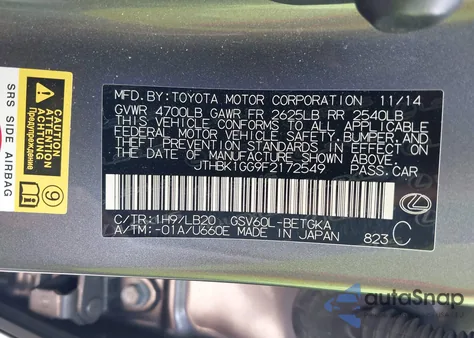 SRS SIDE AIRBAG
CAUTION
ATTENTION
ACHTUNG
Предупреждение
9
MFD.BY:TOYOTA MOTOR CORPORATION 11/14
GVWR 4700LB GAWR FR 2625LB RR 2540LB
THIS VEHICLE CONFORMS TO ALL APPLICABLE
FEDERAL MOTOR VEHICLE SAFETY, BUMPER, AND
THEFT PREVENTION STANDARDS IN EFFECT ON
THE DATE OF MANUFACTURE SHOWN ABOVE.
JTHBK1GG9F2172549 PASS.CAR
C/TR:1H9/LB20 GSV60L-BETGKA
A/TM:-01A/U660E MADE IN JAPAN 823 C
autoSnap